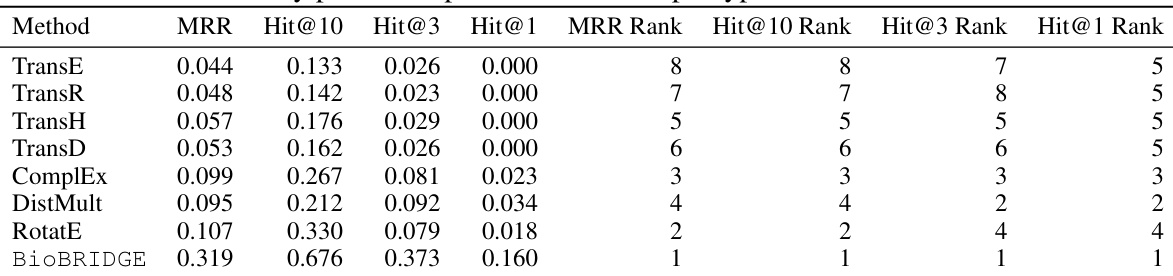 Method MRR Hit@10 Hit@3 Hit@1 MRR Rank Hit@10 Rank Hit@3 Rank Hit@1 Rank
TransE 0.044 0.133 0.026 0.000 8 8 7 5
TransR 0.048 0.142 0.023 0.000 7 7 8 5
TransH 0.057 0.176 0.029 0.000 5 5 5 5
TransD 0.053 0.162 0.026 0.000 6 6 6 5
ComplEx 0.099 0.267 0.081 0.023 3 3 3 3
DistMult 0.095 0.212 0.092 0.034 4 4 2 2
RotatE 0.107 0.330 0.079 0.018 2 2 4 4
BioBRIDGE 0.319 0.676 0.373 0.160 1 1 1 1